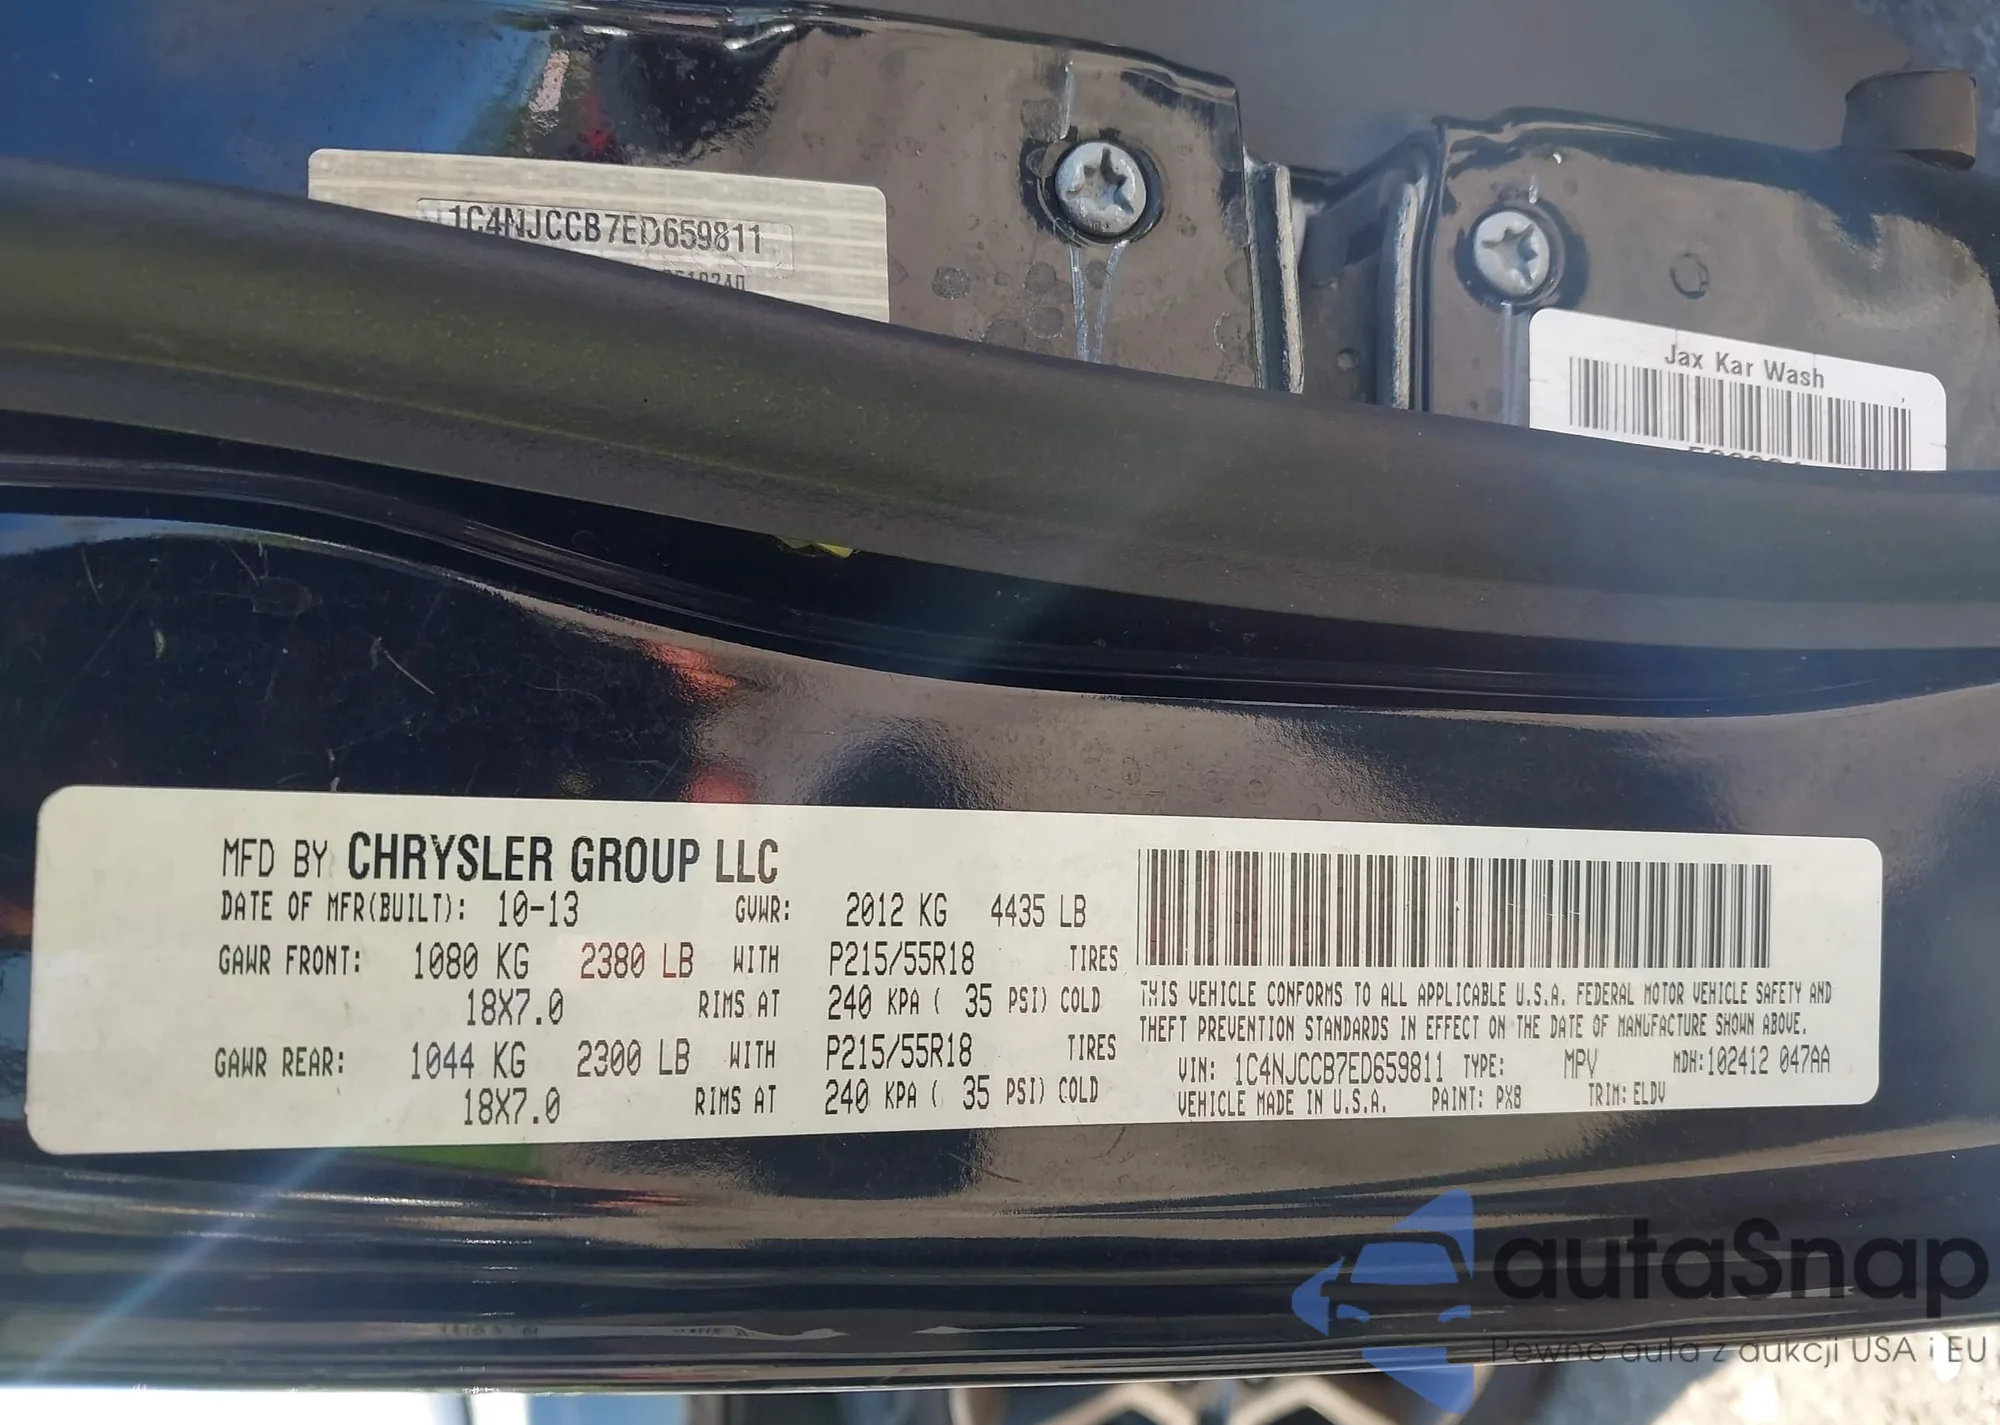 1C4NJCCB7ED659811
Jax Kar Wash
MFD BY CHRYSLER GROUP LLC
DATE OF MFR(BUILT): 10-13 GVWR: 2012 KG 4435 LB
GAWR FRONT: 1080 KG 2380 LB WITH P215/55R18 TIRES
18X7.0 RIMS AT 240 KPA ( 35 PSI) COLD
GAWR REAR: 1044 KG 2300 LB WITH P215/55R18 TIRES
18X7.0 RIMS AT 240 KPA ( 35 PSI) COLD
THIS VEHICLE CONFORMS TO ALL APPLICABLE U.S.A. FEDERAL MOTOR VEHICLE SAFETY AND
THEFT PREVENTION STANDARDS IN EFFECT ON THE DATE OF MANUFACTURE SHOWN ABOVE.
VIN: 1C4NJCCB7ED659811 TYPE: MPV MDH:102412 047AA
VEHICLE MADE IN U.S.A. PAINT: PX8 TRIM: ELDV
autaSnap
Pewne auta z aukcji USA i EU